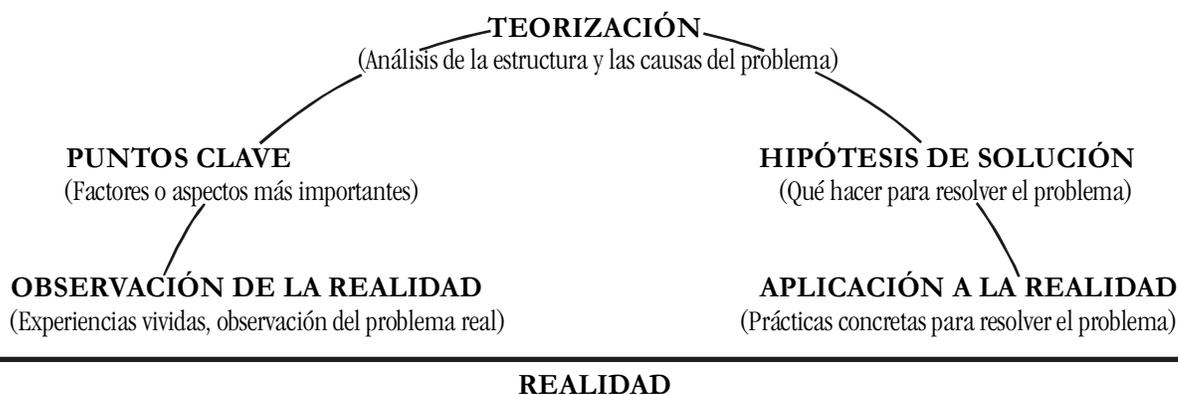 TEORIZACIÓN
(Análisis de la estructura y las causas del problema)
PUNTOS CLAVE
(Factores o aspectos más importantes)
HIPÓTESIS DE SOLUCIÓN
(Qué hacer para resolver el problema)
OBSERVACIÓN DE LA REALIDAD
(Experiencias vividas, observación del problema real)
APLICACIÓN A LA REALIDAD
(Prácticas concretas para resolver el problema)
REALIDAD